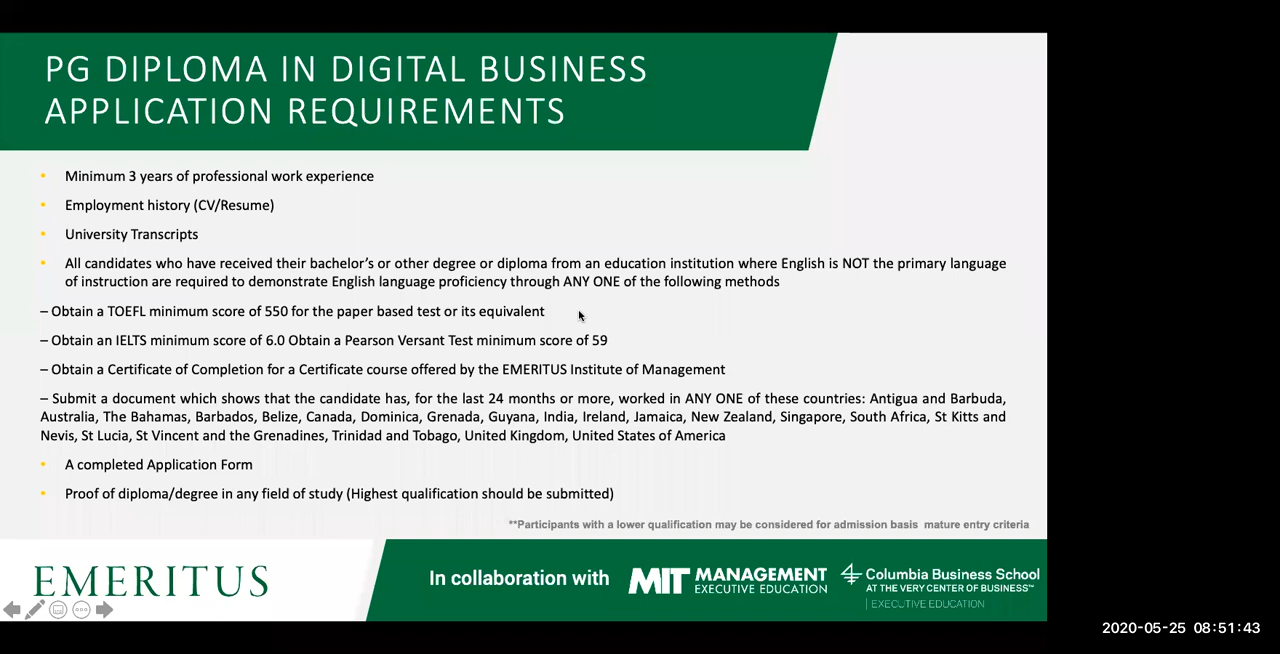 PG DIPLOMA IN DIGITAL BUSINESS
APPLICATION REQUIREMENTS
• Minimum 3 years of professional work experience
• Employment history (CV/Resume)
• University Transcripts
• All candidates who have received their bachelor's or other degree or diploma from an education institution where English is NOT the primary language
of instruction are required to demonstrate English language proficiency through ANY ONE of the following methods
– Obtain a TOEFL minimum score of 550 for the paper based test or its equivalent
– Obtain an IELTS minimum score of 6.0 Obtain a Pearson Versant Test minimum score of 59
– Obtain a Certificate of Completion for a Certificate course offered by the EMERITUS Institute of Management
– Submit a document which shows that the candidate has, for the last 24 months or more, worked in ANY ONE of these countries: Antigua and Barbuda,
Australia, The Bahamas, Barbados, Belize, Canada, Dominica, Grenada, Guyana, India, Ireland, Jamaica, New Zealand, Singapore, South Africa, St Kitts and
Nevis, St Lucia, St Vincent and the Grenadines, Trinidad and Tobago, United Kingdom, United States of America
• A completed Application Form
• Proof of diploma/degree in any field of study (Highest qualification should be submitted)
**Participants with a lower qualification may be considered for admission basis mature entry criteria
EMERITUS
In collaboration with
MIT MANAGEMENT
EXECUTIVE EDUCATION
Columbia Business School
AT THE VERY CENTER OF BUSINESS™
EXECUTIVE EDUCATION
2020-05-25 08:51:43